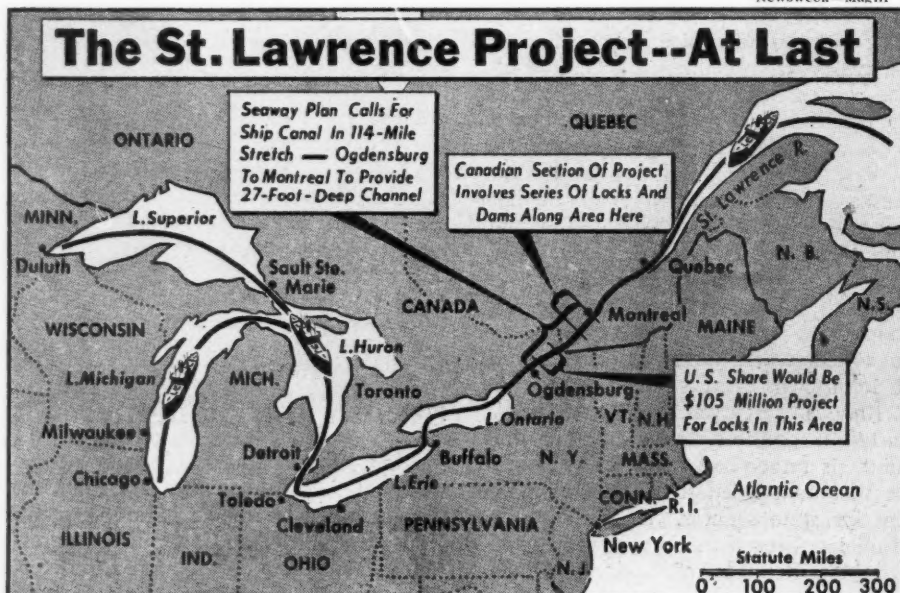 Newsweek—Magill
The St. Lawrence Project--At Last
Seaway Plan Calls For
Ship Canal In 114-Mile
Stretch — Ogdensburg
To Montreal To Provide
27-Foot-Deep Channel
ONTARIO
QUEBEC
Canadian Section Of Project
Involves Series Of Locks And
Dams Along Area Here
St. Lawrence R.
MINN.
L. Superior
Duluth
Sault Ste.
Marie
Quebec
N. B.
N.S.
CANADA
Montreal
MAINE
WISCONSIN
L. Huron
L. Michigan
MICH.
Toronto
Ogdensburg
U. S. Share Would Be
$105 Million Project
For Locks In This Area
L. Ontario
VT.
N.H.
Milwaukee
Detroit
Buffalo
N. Y.
MASS.
Chicago
L. Erie
Toledo
CONN.
R. I.
Atlantic Ocean
Cleveland
PENNSYLVANIA
New York
ILLINOIS
IND.
OHIO
N. J.
Statute Miles
0 100 200 300